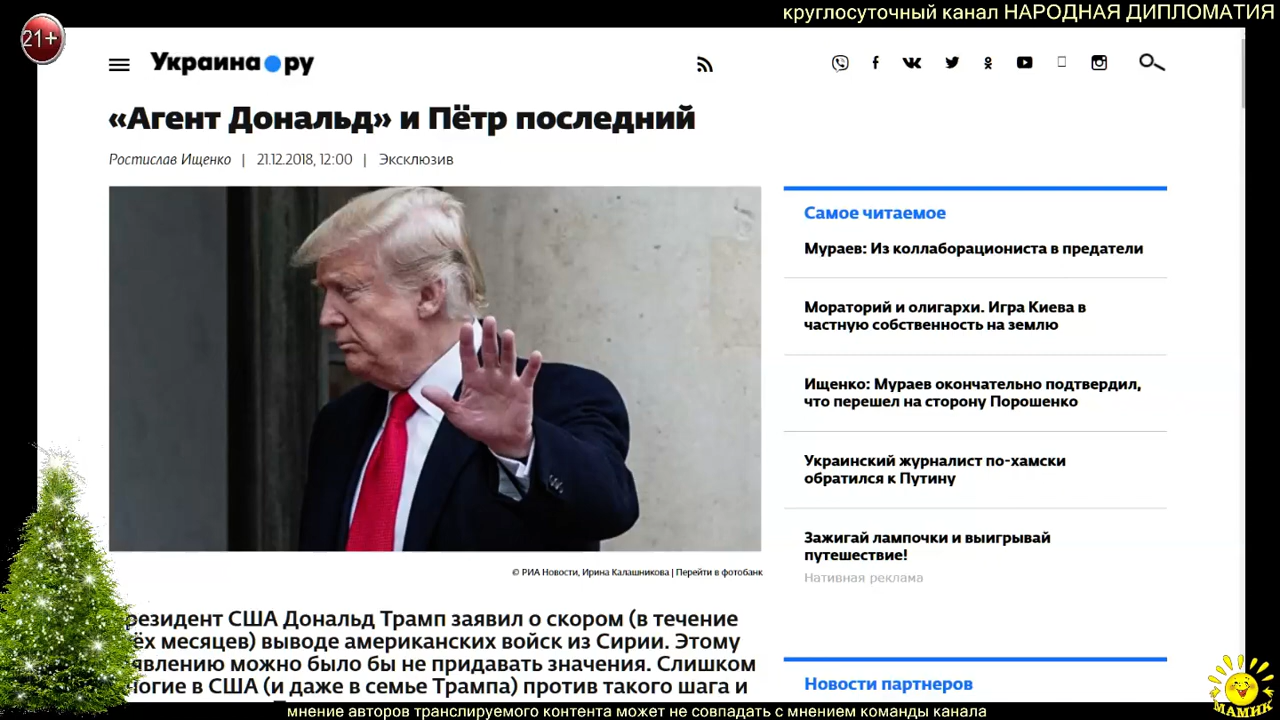 круглосуточный канал НАРОДНАЯ ДИПЛОМАТИЯ
21+
Украина ру
«Агент Дональд» и Пётр последний
Ростислав Ищенко | 21.12.2018, 12:00 | Эксклюзив
© РИА Новости, Ирина Калашникова | Перейти в фотобанк
резидент США Дональд Трамп заявил о скором (в течение
ёх месяцев) выводе американских войск из Сирии. Этому
явлению можно было бы не придавать значения. Слишком
ногие в США (и даже в семье Трампа) против такого шага и
Самое читаемое
Мураев: Из коллаборациониста в предатели
Мораторий и олигархи. Игра Киева в
частную собственность на землю
Ищенко: Мураев окончательно подтвердил,
что перешел на сторону Порошенко
Украинский журналист по-хамски
обратился к Путину
Зажигай лампочки и выигрывай
путешествие!
Нативная реклама
Новости партнеров
МАМИК
мнение авторов транслируемого контента может не совпадать с мнением команды канала